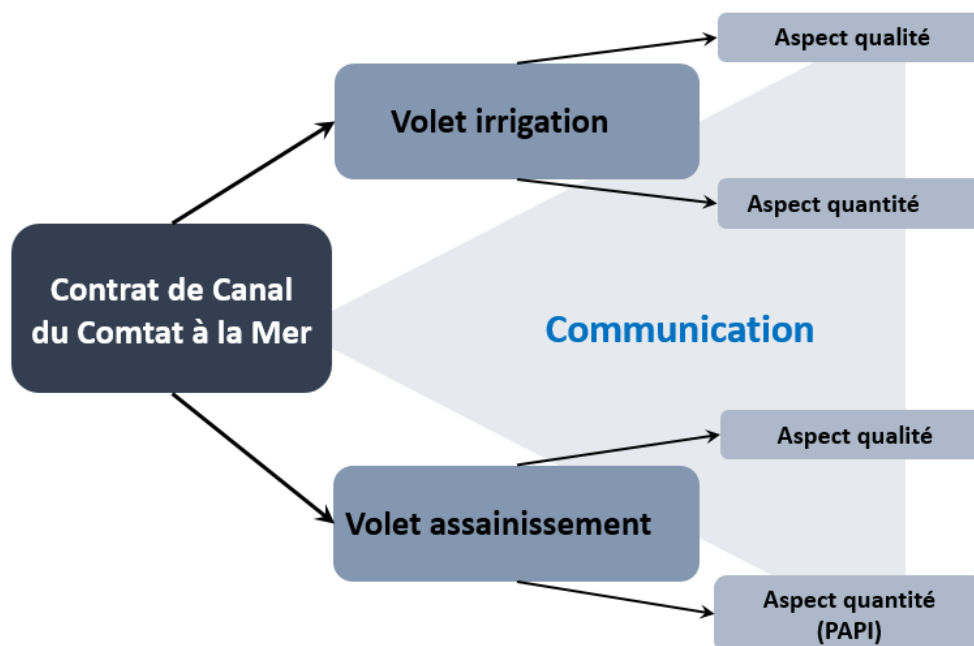 Aspect qualité
Volet irrigation
Aspect quantité
Contrat de Canal
du Comtat à la Mer
Communication
Aspect qualité
Volet assainissement
Aspect quantité
(PAPI)